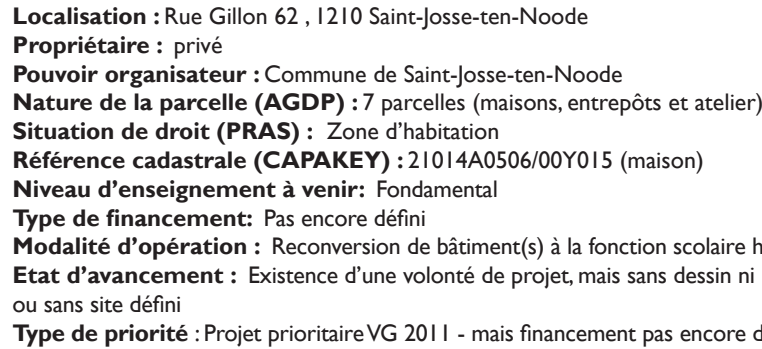 Localisation : Rue Gillon 62 , 1210 Saint-Josse-ten-Noode
Propriétaire : privé
Pouvoir organisateur : Commune de Saint-Josse-ten-Noode
Nature de la parcelle (AGDP) : 7 parcelles (maisons, entrepôts et atelier)
Situation de droit (PRAS) : Zone d’habitation
Référence cadastrale (CAPAKEY) : 21014A0506/00Y015 (maison)
Niveau d’enseignement à venir: Fondamental
Type de financement: Pas encore défini
Modalité d’opération : Reconversion de bâtiment(s) à la fonction scolaire
Etat d’avancement : Existence d’une volonté de projet, mais sans dessin ni
ou sans site défini
Type de priorité : Projet prioritaire VG 2011 - mais financement pas encore